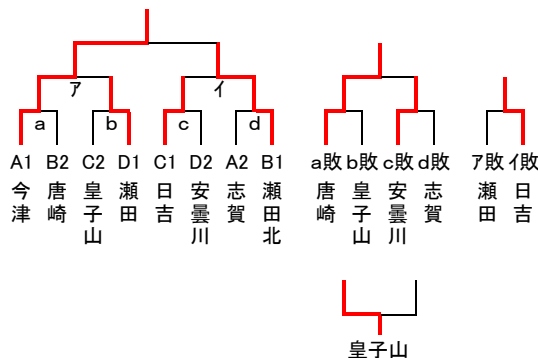 ア イ
a b c d
A1 B2 C2 D1 C1 D2 A2 B1 a敗 b敗 c敗 d敗 ア敗 イ敗
今津 唐崎 皇子山 瀬田 日吉 安曇川 志賀 瀬田北 唐崎 皇子山 安曇川 志賀 瀬田 日吉
皇子山